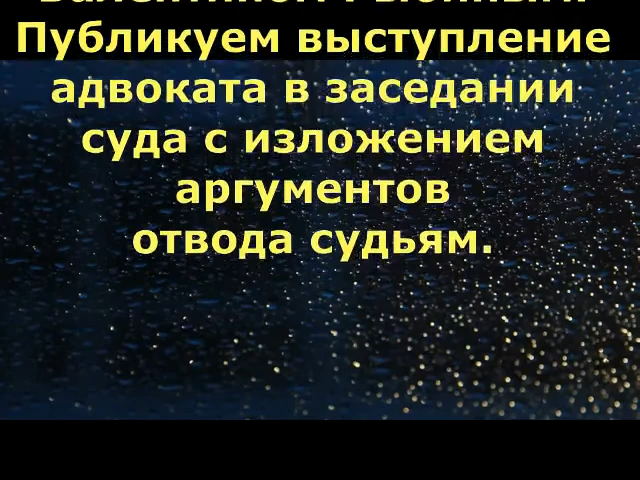 Публикуем выступление
адвоката в заседании
суда с изложением
аргументов
отвода судьям.